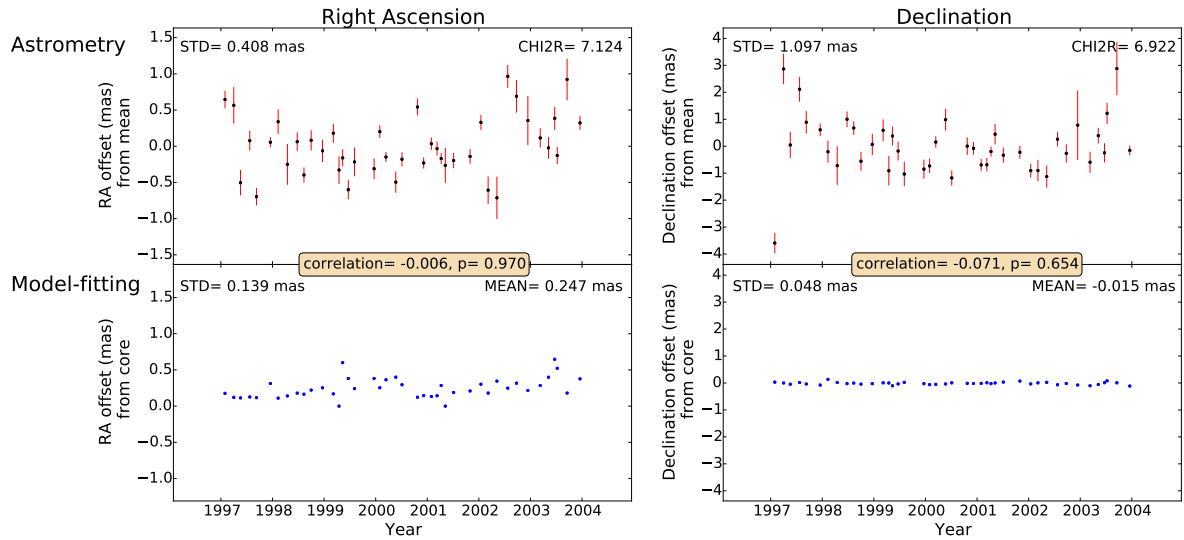 Right Ascension
Declination
Astrometry
STD= 0.408 mas
CHI2R= 7.124
STD= 1.097 mas
CHI2R= 6.922
RA offset (mas)
from mean
1.5
1.0
0.5
0.0
−0.5
−1.0
−1.5
Declination offset (mas)
from mean
4
3
2
1
0
−1
−2
−3
−4
correlation= -0.006, p= 0.970
correlation= -0.071, p= 0.654
Model-fitting
STD= 0.139 mas
MEAN= 0.247 mas
STD= 0.048 mas
MEAN= -0.015 mas
RA offset (mas)
from core
1.0
0.5
0.0
−0.5
−1.0
Declination offset (mas)
from core
4
3
2
1
0
−1
−2
−3
−4
1997 1998 1999 2000 2001 2002 2003 2004
Year
1997 1998 1999 2000 2001 2002 2003 2004
Year